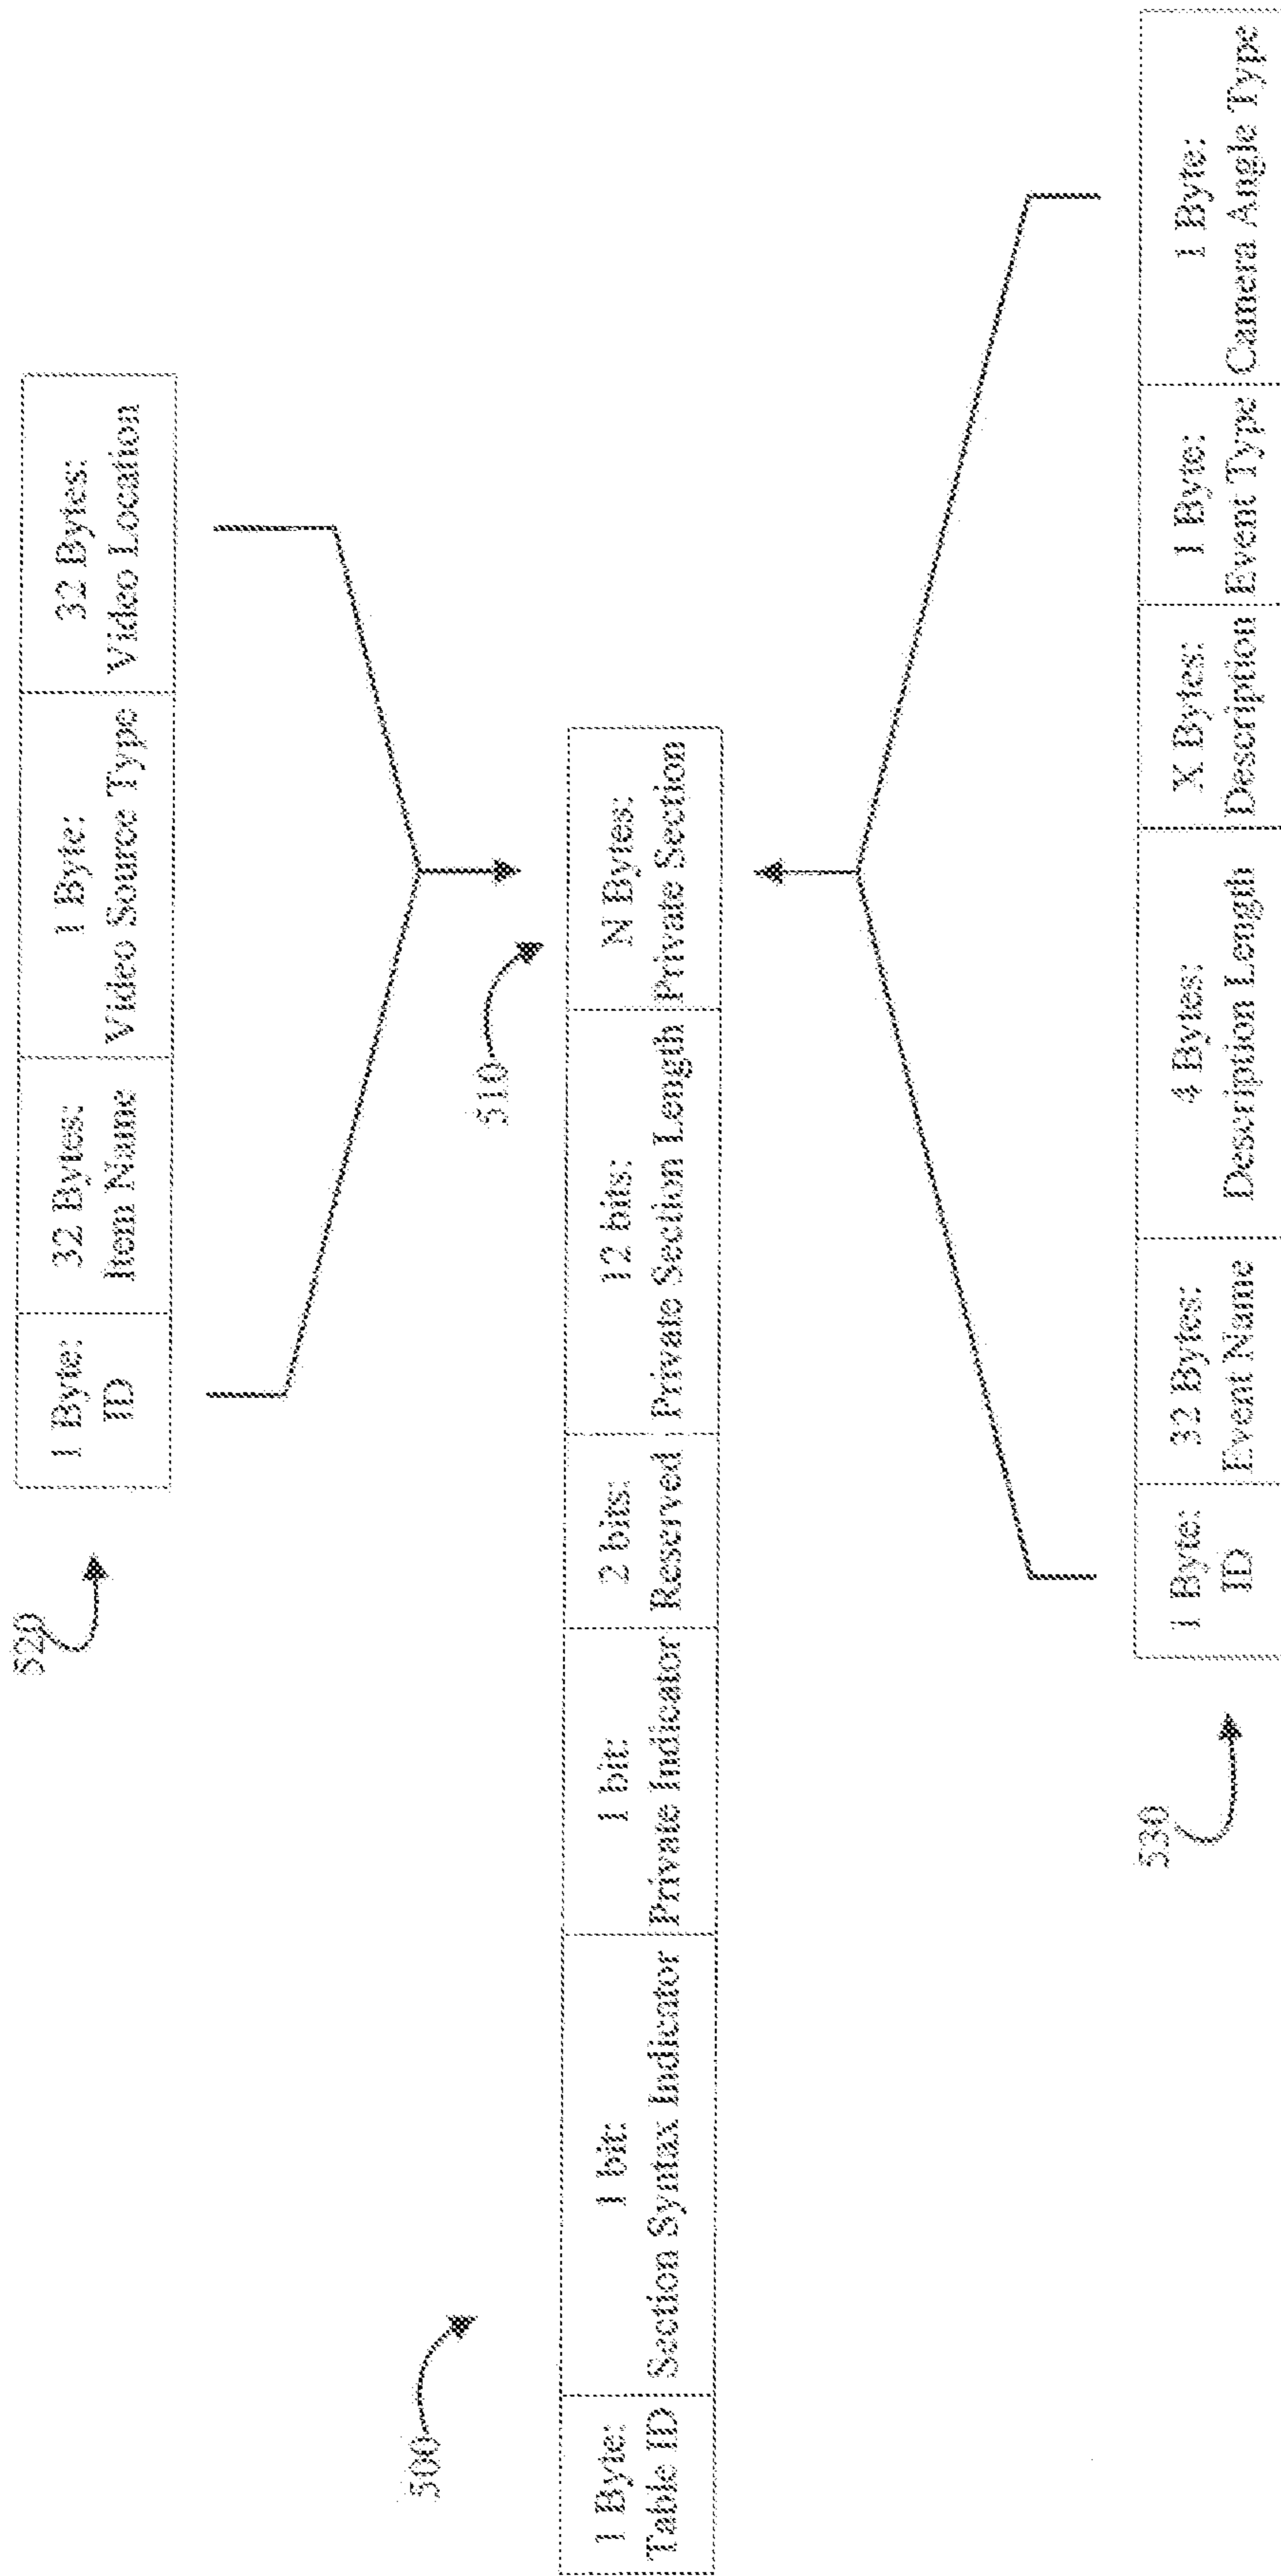 520
1 Byte:
ID
32 Bytes:
Item Name
1 Byte:
Video Source Type
32 Bytes:
Video Location
500
510
1 Byte:
Table ID
1 bit:
Section Syntax Indicator
1 bit:
Private Indicator
2 bits:
Reserved
12 bits:
Private Section Length
N Bytes:
Private Section
530
1 Byte:
ID
32 Bytes:
Event Name
4 Bytes:
Description Length
X Bytes:
Description
1 Byte:
Event Type
1 Byte:
Camera Angle Type